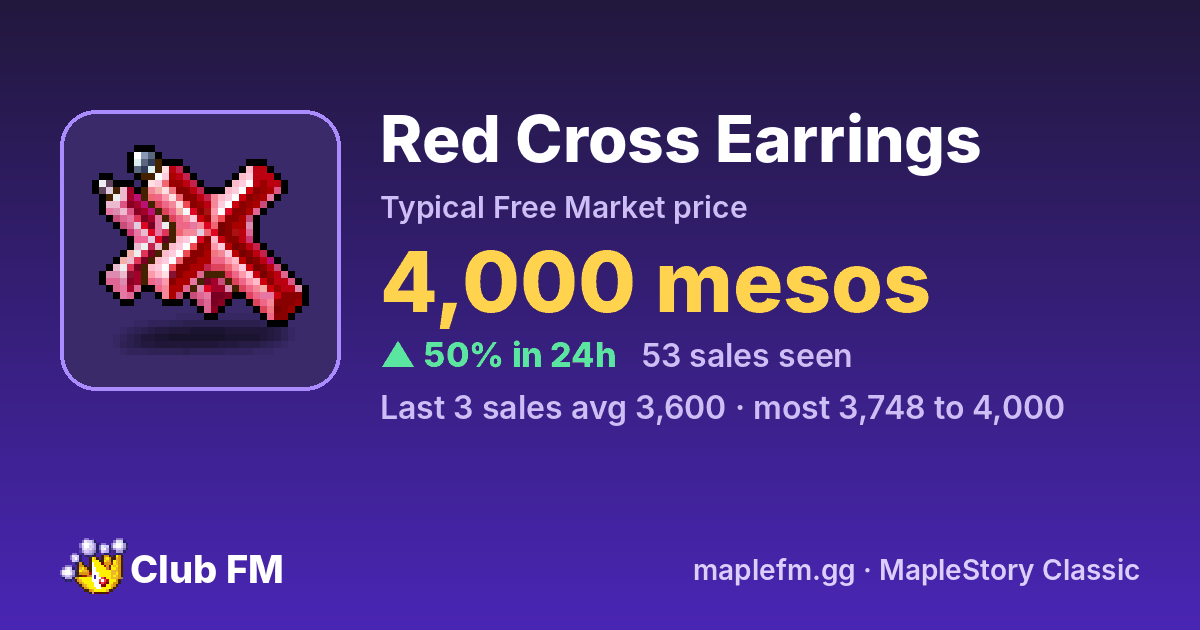 Red Cross Earrings
Typical Free Market price
4,000 mesos
▲ 50% in 24h 53 sales seen
Last 3 sales avg 3,600 · most 3,748 to 4,000
Club FM
maplefm.gg · MapleStory Classic